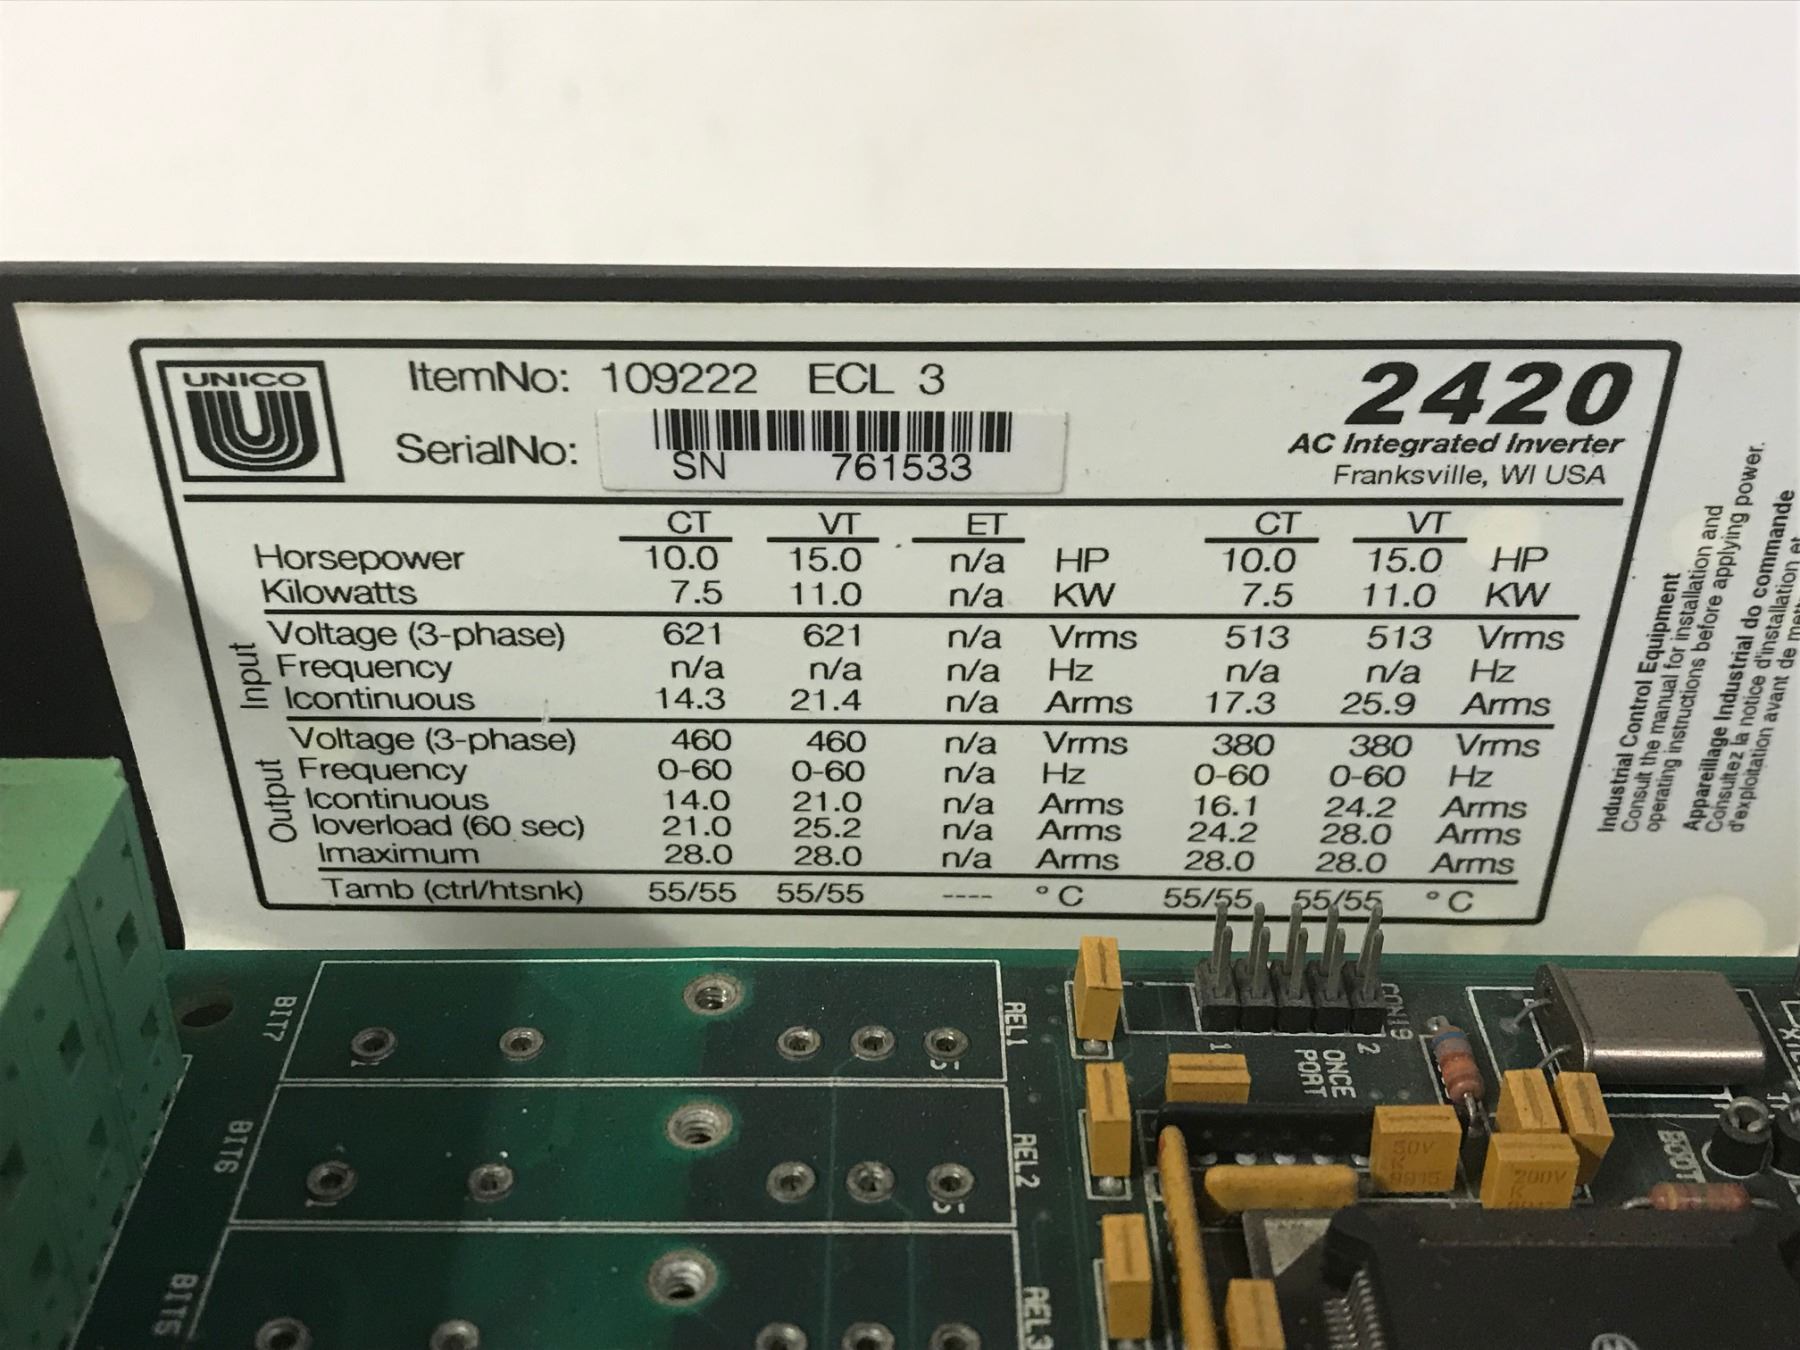 UNICO
ItemNo: 109222 ECL 3
SerialNo:
SN 761533
2420
AC Integrated Inverter
Franksville, WI USA
CT VT ET CT VT
Horsepower 10.0 15.0 n/a HP 10.0 15.0 HP
Kilowatts 7.5 11.0 n/a KW 7.5 11.0 KW
Input
Voltage (3-phase) 621 621 n/a Vrms 513 513 Vrms
Frequency n/a n/a n/a Hz n/a n/a Hz
Icontinuous 14.3 21.4 n/a Arms 17.3 25.9 Arms
Output
Voltage (3-phase) 460 460 n/a Vrms 380 380 Vrms
Frequency 0-60 0-60 n/a Hz 0-60 0-60 Hz
Icontinuous 14.0 21.0 n/a Arms 16.1 24.2 Arms
Ioverload (60 sec) 21.0 25.2 n/a Arms 24.2 28.0 Arms
Imaximum 28.0 28.0 n/a Arms 28.0 28.0 Arms
Tamb (ctrl/htsnk) 55/55 55/55 ---- °C 55/55 55/55 °C
Industrial Control Equipment
Consult the manual for installation and
operating instructions before applying power.
Appareillage Industrial do commande
Consultez la notice d'installation et
d'exploitation avant de
BIT7
REL1
CON19
1 2
ONCE
PORT
BIT6
REL2
BOOT
50V
K
9915
200V
K
BIT5
REL3